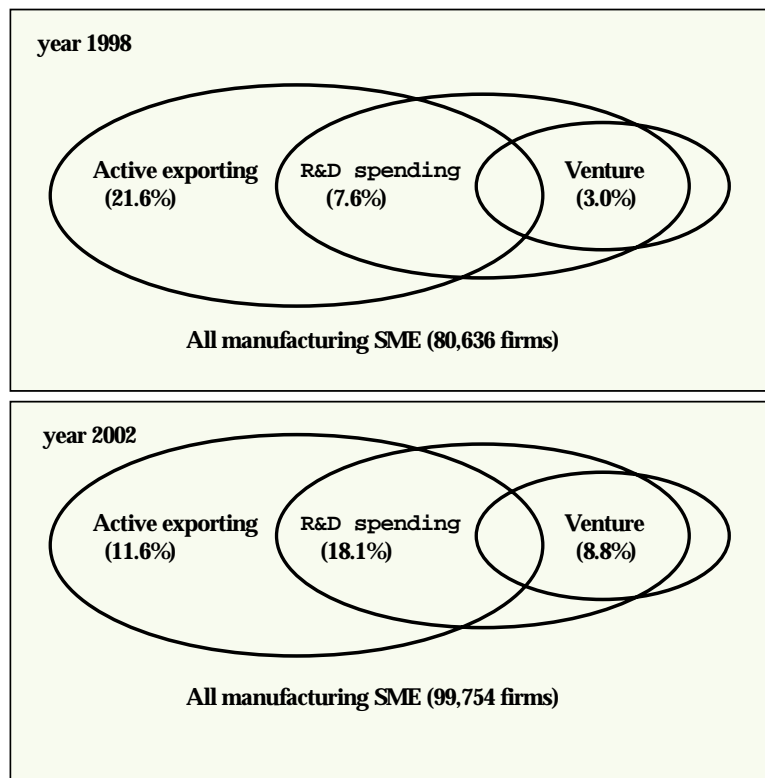 year 1998
Active exporting R&D spending Venture
(21.6%) (7.6%) (3.0%)
All manufacturing SME (80,636 firms)
year 2002
Active exporting R&D spending Venture
(11.6%) (18.1%) (8.8%)
All manufacturing SME (99,754 firms)